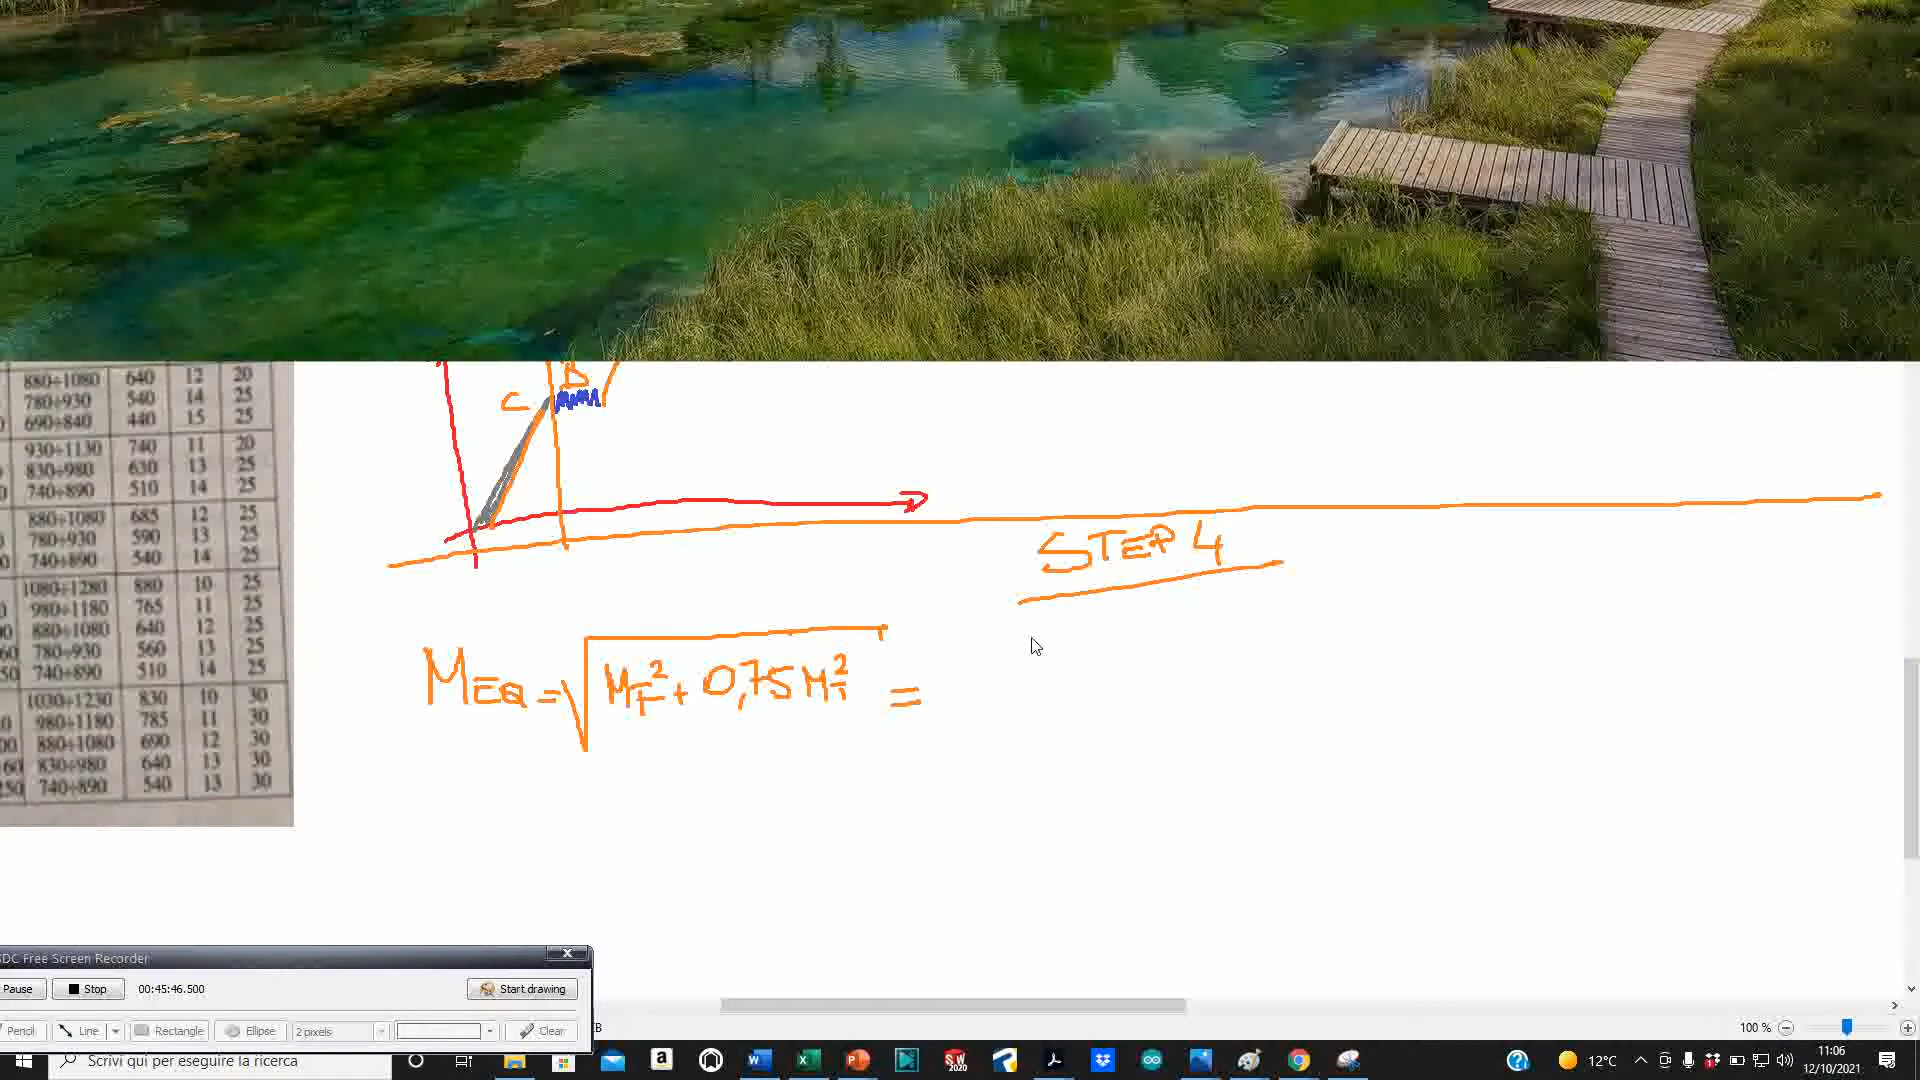 880÷1080 640 12 20
780÷930 540 14 25
690÷840 440 15 25
930÷1130 740 11 20
830÷980 630 13 25
740÷890 510 14 25
880÷1080 685 12 25
780÷930 590 13 25
740÷890 540 14 25
1080÷1280 880 10 25
980÷1180 765 11 25
880÷1080 640 12 25
780÷930 560 13 25
740÷890 510 14 25
1030÷1230 830 10 30
980÷1180 785 11 30
880÷1080 690 12 30
830÷980 640 13 30
740÷890 540 13 30
C
STEP 4
MEQ = √ MF² + 0,75 MT² =
DC Free Screen Recorder
Pause Stop 00:45:46.500 Start drawing
Pencil Line Rectangle Ellipse 2 pixels Clear
100 %
Scrivi qui per eseguire la ricerca
12°C
11:06
12/10/2021